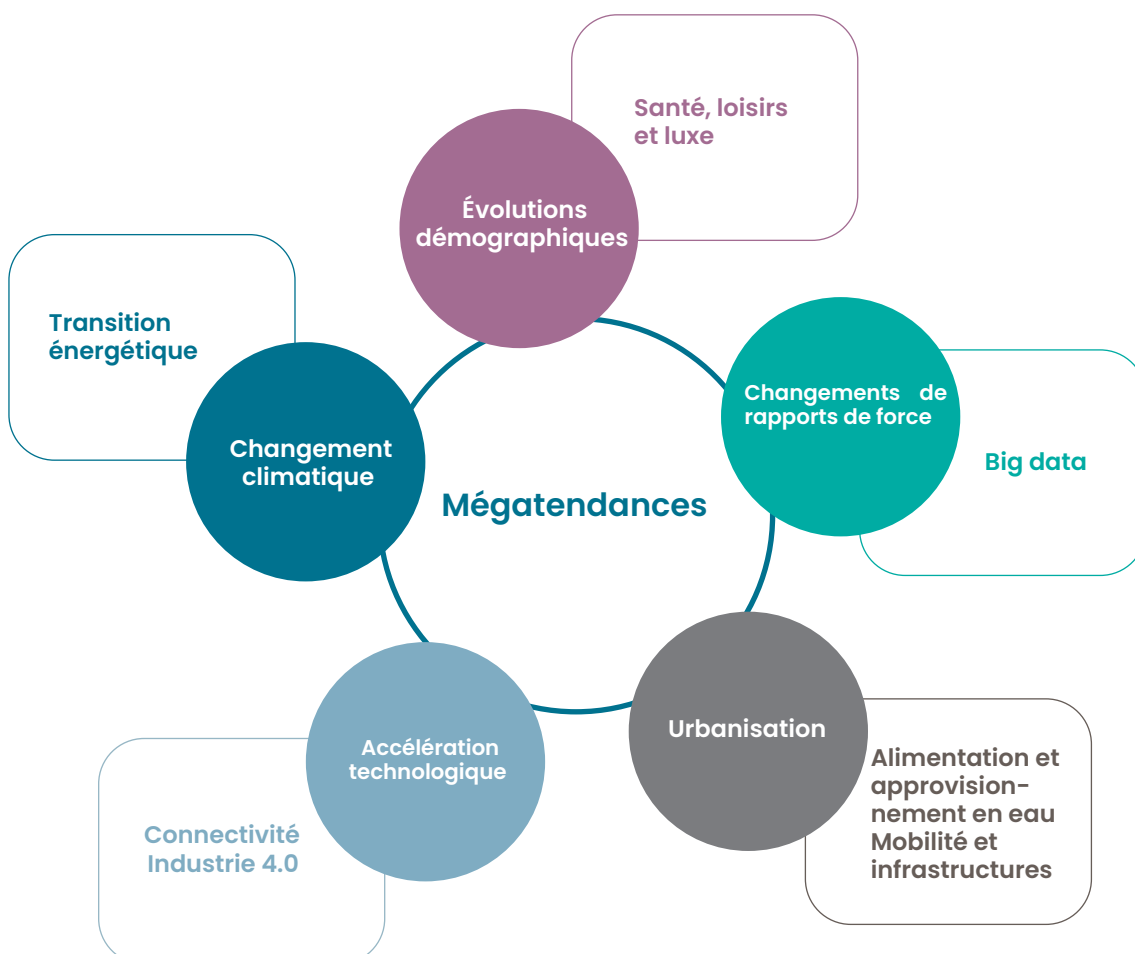 Santé, loisirs
et luxe
Évolutions
démographiques
Transition
énergétique
Changement
climatique
Changements de
rapports de force
Big data
Mégatendances
Urbanisation
Alimentation et
approvision-
nement en eau
Mobilité et
infrastructures
Accélération
technologique
Connectivité
Industrie 4.0